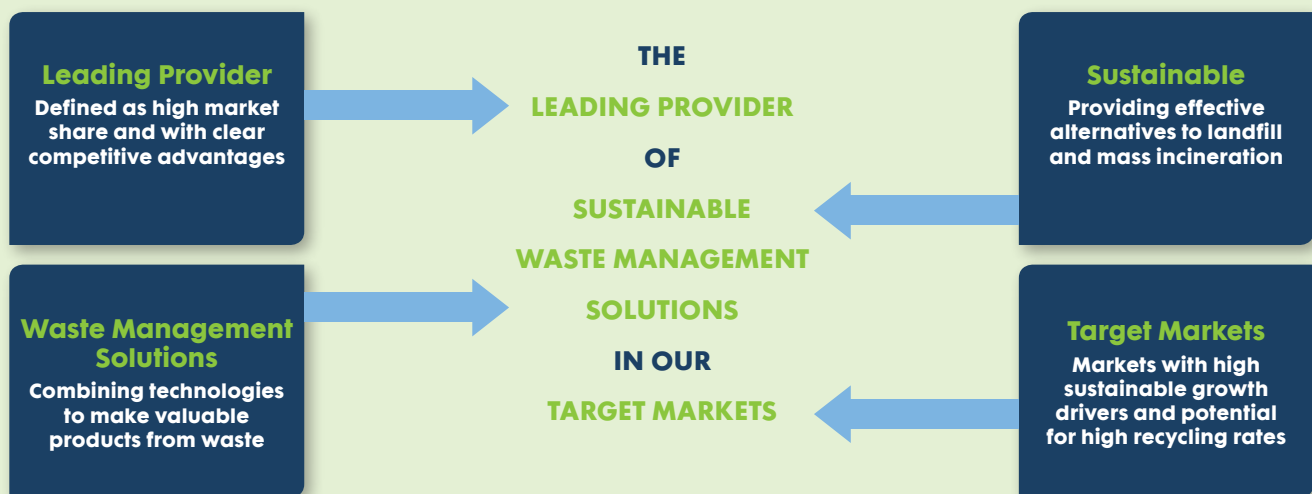 Leading Provider
Defined as high market
share and with clear
competitive advantages
Waste Management
Solutions
Combining technologies
to make valuable
products from waste
THE
LEADING PROVIDER
OF
SUSTAINABLE
WASTE MANAGEMENT
SOLUTIONS
IN OUR
TARGET MARKETS
Sustainable
Providing effective
alternatives to landfill
and mass incineration
Target Markets
Markets with high
sustainable growth
drivers and potential
for high recycling rates